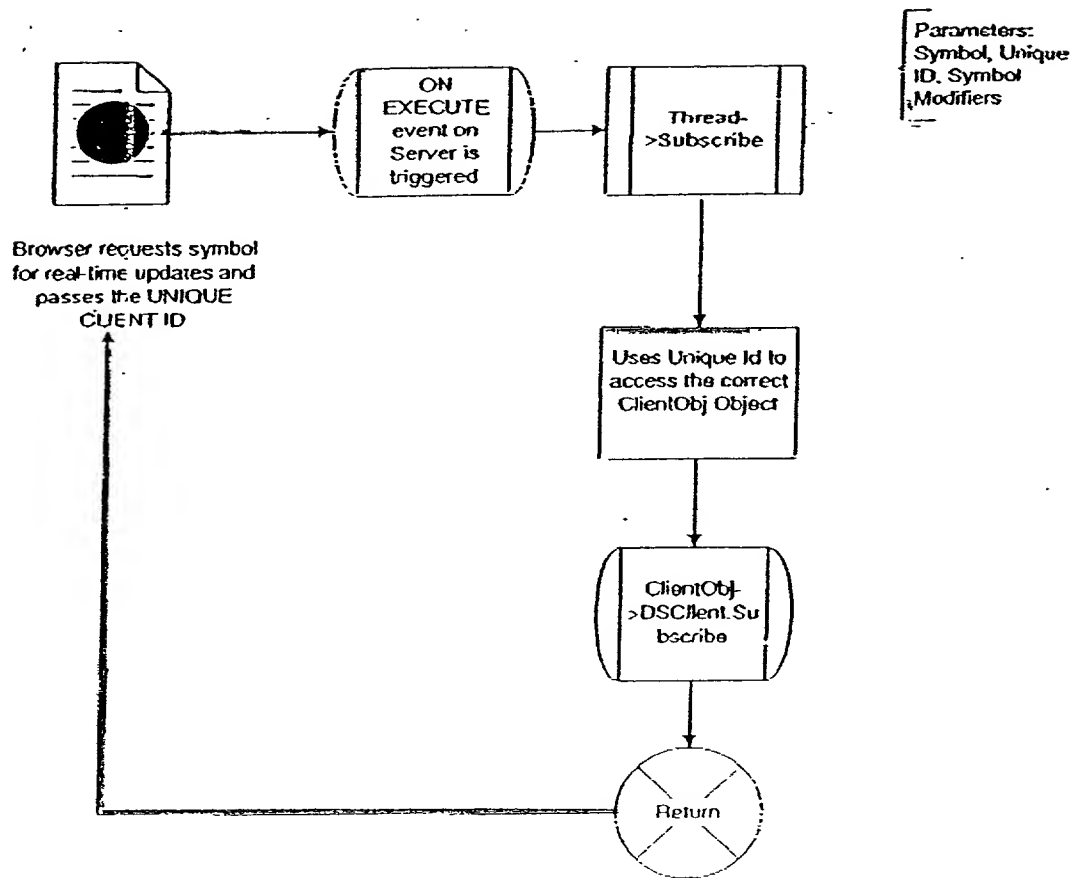 Parameters:
Symbol, Unique
ID, Symbol
Modifiers
ON
EXECUTE
event on
Server is
triggered
Thread-
>Subscribe
Browser requests symbol
for real-time updates and
passes the UNIQUE
CLIENT ID
Uses Unique Id to
access the correct
ClientObj Object
ClientObj-
>DSClient.Su
bscribe
Return